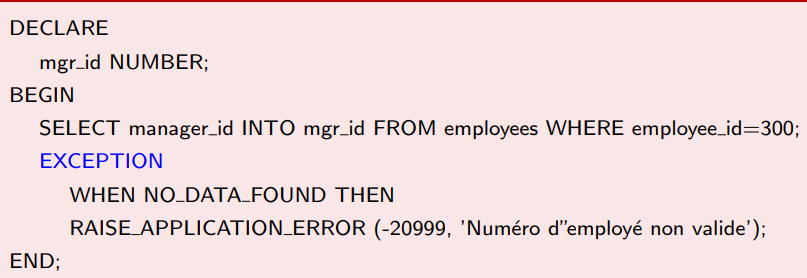 DECLARE
mgr_id NUMBER;
BEGIN
SELECT manager_id INTO mgr_id FROM employees WHERE employee_id=300;
EXCEPTION
WHEN NO_DATA_FOUND THEN
RAISE_APPLICATION_ERROR (-20999, 'Numéro d''employé non valide');
END;